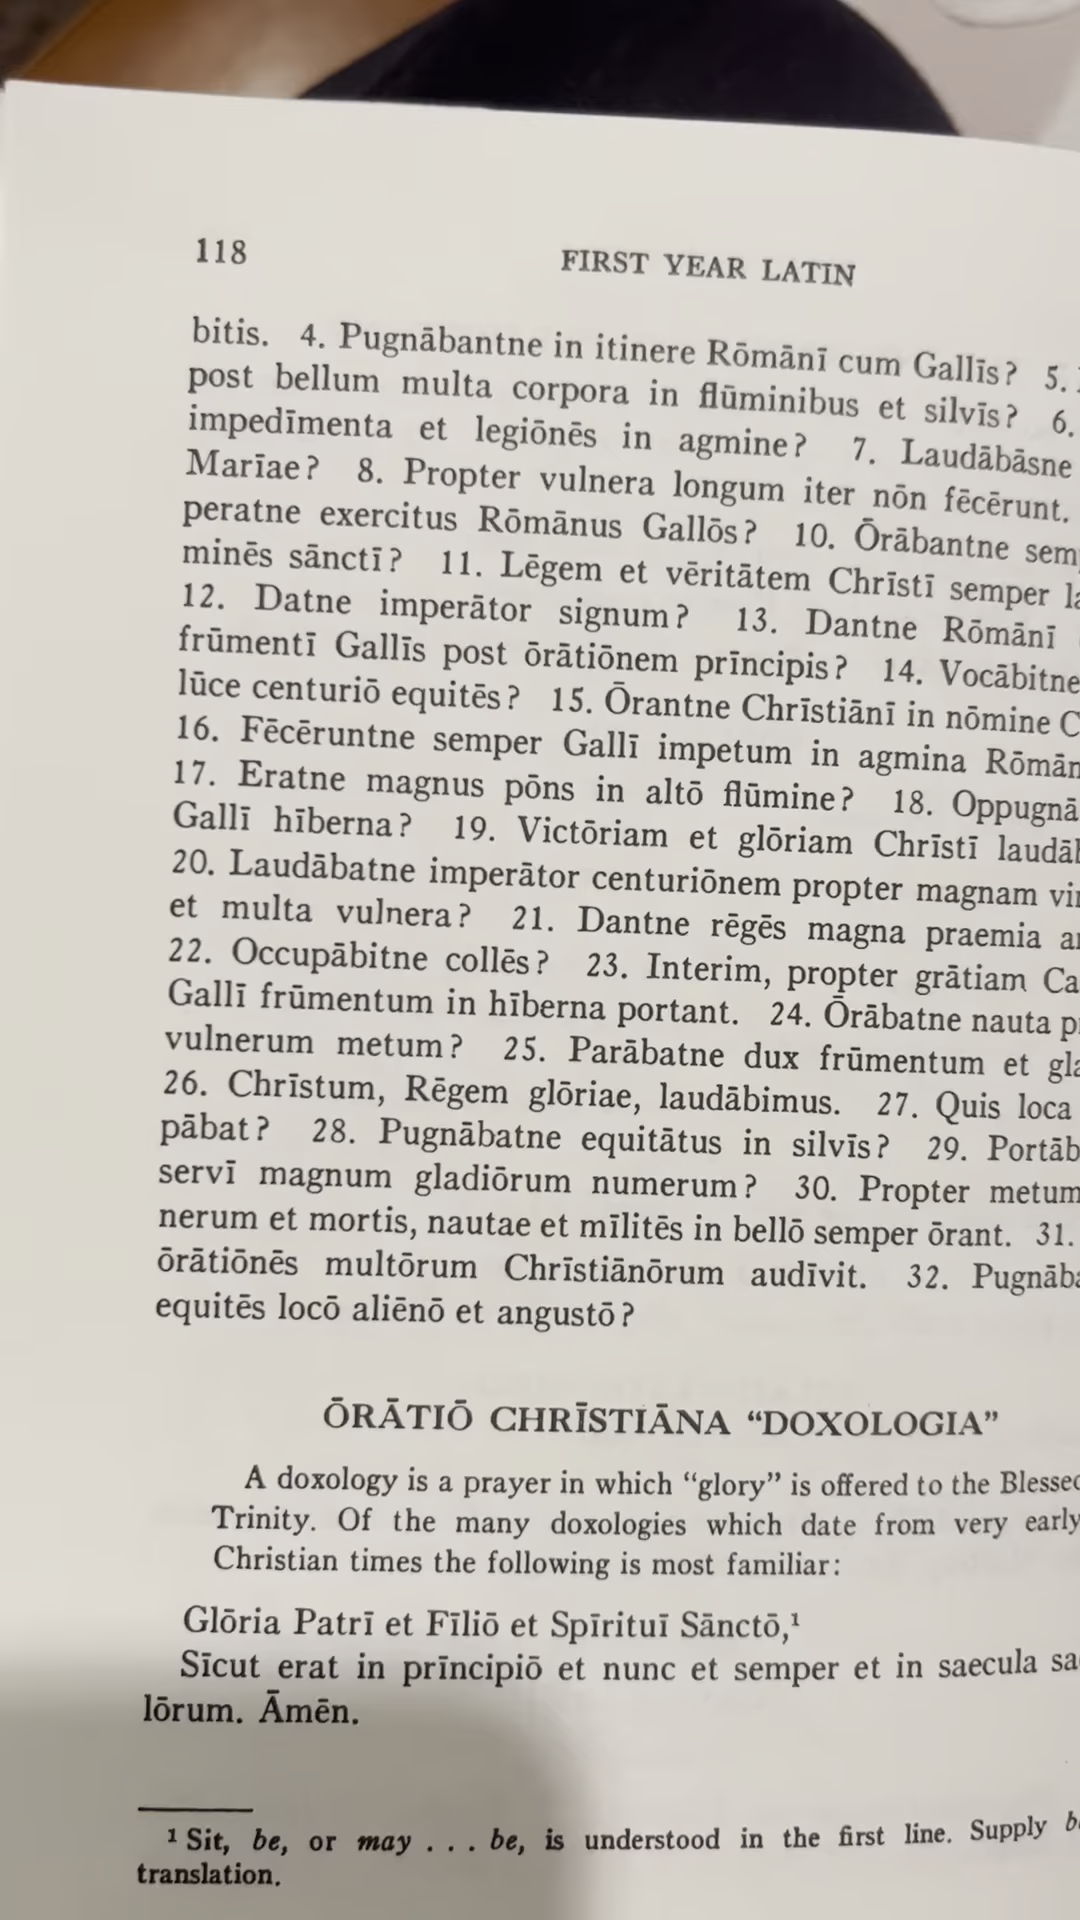 118 FIRST YEAR LATIN
bitis. 4. Pugnābantne in itinere Rōmānī cum Gallīs? 5.
post bellum multa corpora in flūminibus et silvīs? 6.
impedīmenta et legiōnēs in agmine? 7. Laudābāsne
Marīae? 8. Propter vulnera longum iter nōn fēcērunt.
peratne exercitus Rōmānus Gallōs? 10. Ōrābantne
minēs sānctī? 11. Lēgem et vēritātem Chrīstī semper
12. Datne imperātor signum? 13. Dantne Rōmānī
frūmentī Gallīs post ōrātiōnem prīncipis? 14. Vocābitne
lūce centuriō equitēs? 15. Ōrantne Chrīstiānī in nōmine
16. Fēcēruntne semper Gallī impetum in agmina
17. Eratne magnus pōns in altō flūmine? 18.
Gallī hīberna? 19. Victōriam et glōriam Chrīstī
20. Laudābatne imperātor centuriōnem propter magnam
et multa vulnera? 21. Dantne rēgēs magna praemia
22. Occupābitne collēs? 23. Interim, propter grātiam
Gallī frūmentum in hīberna portant. 24. Ōrābatne nauta
vulnerum metum? 25. Parābatne dux frūmentum et
26. Chrīstum, Rēgem glōriae, laudābimus. 27. Quis loca
pābat? 28. Pugnābatne equitātus in silvīs? 29.
servī magnum gladiōrum numerum? 30. Propter metum
nerum et mortis, nautae et mīlitēs in bellō semper ōrant. 31.
ōrātiōnēs multōrum Chrīstiānōrum audīvit. 32.
equitēs locō aliēnō et angustō?
ŌRĀTIŌ CHRĪSTIĀNA “DOXOLOGIA”
A doxology is a prayer in which “glory” is offered to the
Trinity. Of the many doxologies which date from very early
Christian times the following is most familiar:
Glōria Patrī et Fīliō et Spīrituī Sānctō,¹
Sīcut erat in prīncipiō et nunc et semper et in saecula
lōrum. Āmēn.
¹ Sit, be, or may . . . be, is understood in the first line. Supply
translation.